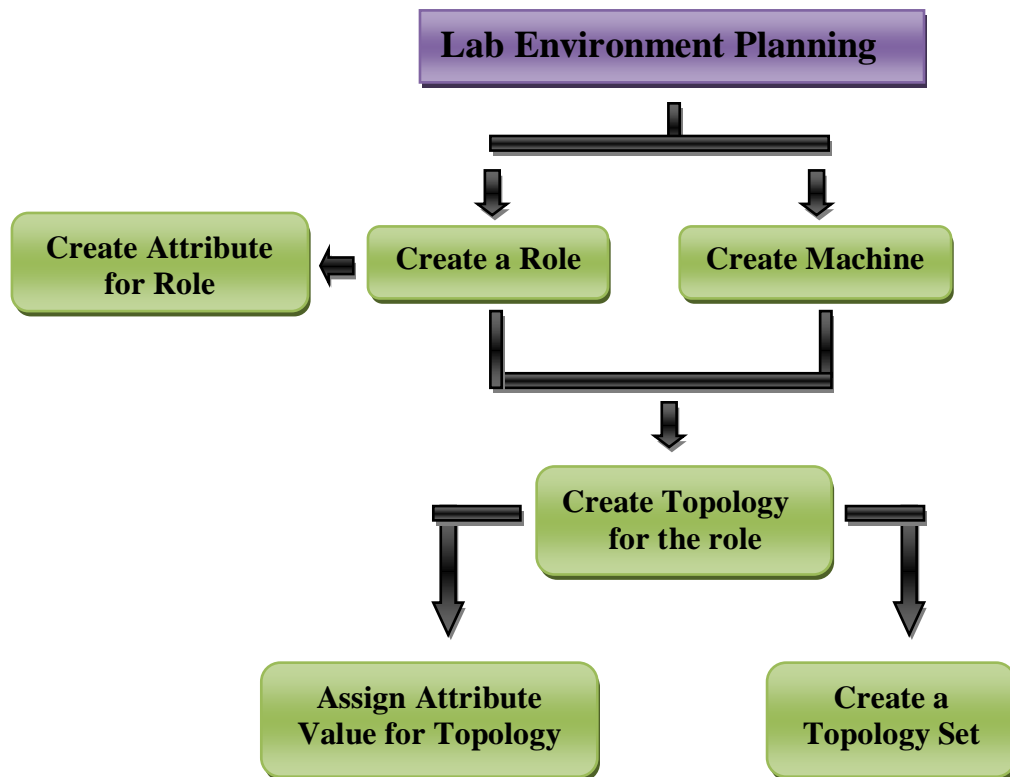 Lab Environment Planning
Create Attribute
for Role
Create a Role
Create Machine
Create Topology
for the role
Assign Attribute
Value for Topology
Create a
Topology Set